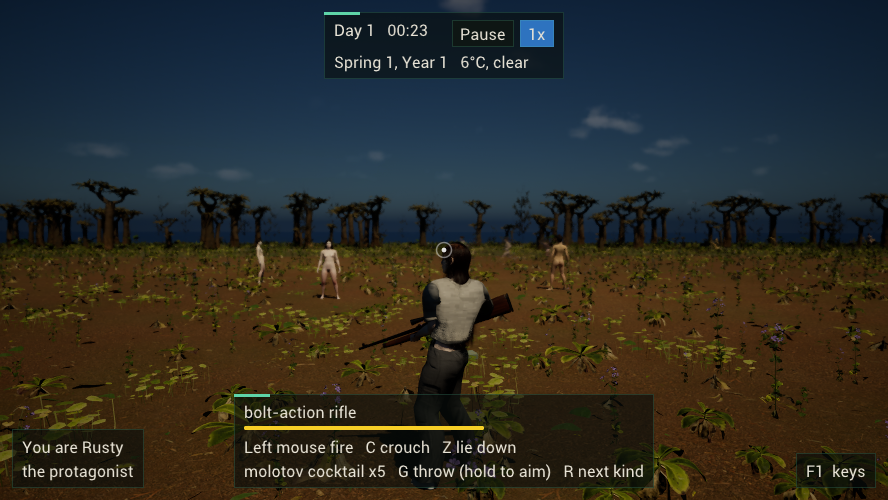 Day 1 00:23 Pause 1x
Spring 1, Year 1 6°C, clear
bolt-action rifle
Left mouse fire C crouch Z lie down
molotov cocktail x5 G throw (hold to aim) R next kind
You are Rusty
the protagonist
F1 keys